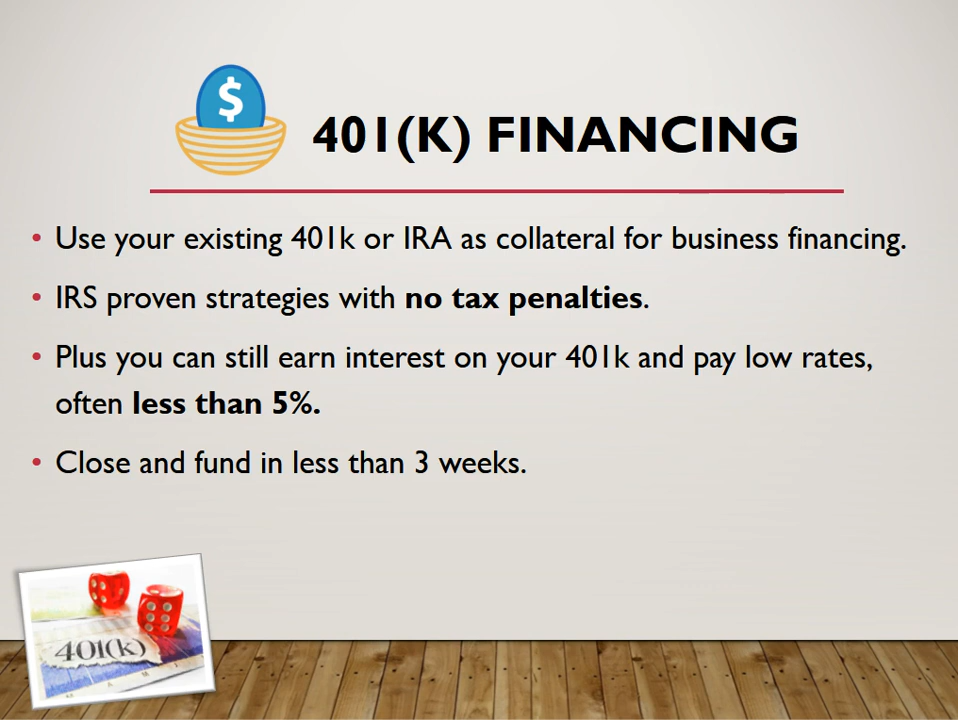 $
401(K) FINANCING
• Use your existing 401k or IRA as collateral for business financing.
• IRS proven strategies with no tax penalties.
• Plus you can still earn interest on your 401k and pay low rates,
often less than 5%.
• Close and fund in less than 3 weeks.
401(k)